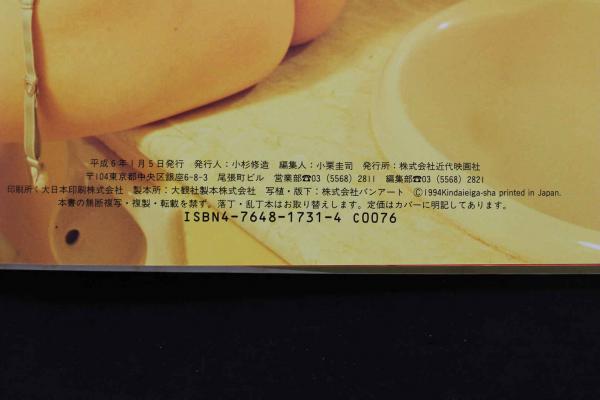 平成6年1月5日発行 発行人：小杉修造 編集人：小栗圭司 発行所：株式会社近代映画社
〒104東京都中央区銀座6-8-3 尾張町ビル 営業部☎03（5568）2811 編集部☎03（5568）2821
印刷所：大日本印刷株式会社 製本所：大観社製本株式会社 写植・版下：株式会社バンアート Ⓒ1994Kindaieiga-sha printed in Japan.
本書の無断複写・複製・転載を禁ず。落丁・乱丁本はお取り替えします。定価はカバーに明記してあります。
ISBN4-7648-1731-4 C0076